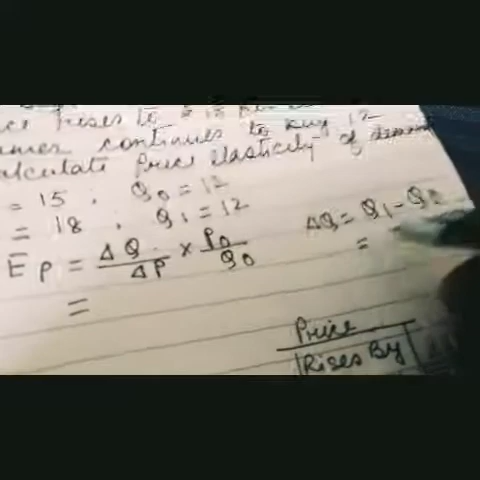 rises to
continues to buy 12
calculate Price elasticity of demand
= 15 , Q0 = 12
= 18 , Q1 = 12
ΔQ = Q1 - Q0
=
EP = ΔQ / ΔP × P0 / Q0
=
Price
Rises By